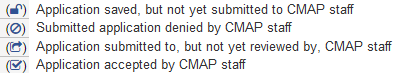 () Application saved, but not yet submitted to CMAP staff
() Submitted application denied by CMAP staff
() Application submitted to, but not yet reviewed by, CMAP staff
() Application accepted by CMAP staff